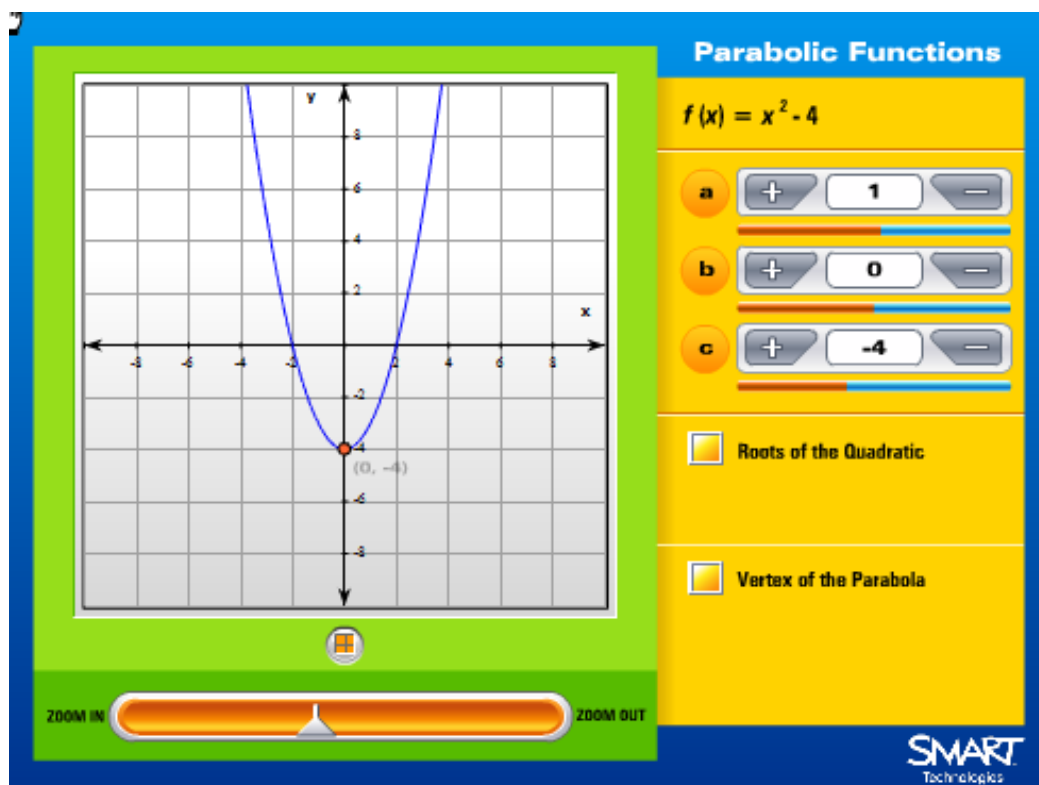 Parabolic Functions
f (x) = x² - 4
a + 1 −
b + 0 −
c + -4 −
Roots of the Quadratic
Vertex of the Parabola
y
8
6
4
2
x
-8 -6 -4 -2 2 4 6 8
-2
-4
(0, -4)
-6
-8
ZOOM IN
ZOOM OUT
SMART
Technologies